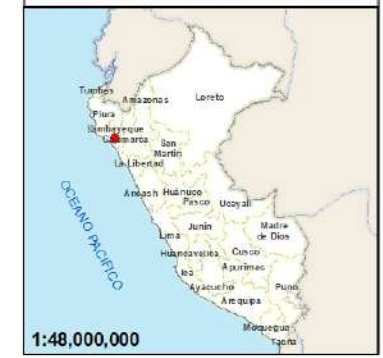 Tumbes
Amazonas
Loreto
Piura
Lambayeque
Cajamarca
San
Martin
La Libertad
Ancash
Huánuco
Pasco
Ucayali
OCEANO PACIFICO
Junin
Madre
de Dios
Lima
Huancavelica
Cusco
Apurimac
Ica
Ayacucho
Puno
Arequipa
Moquegua
Tacna
1:48,000,000